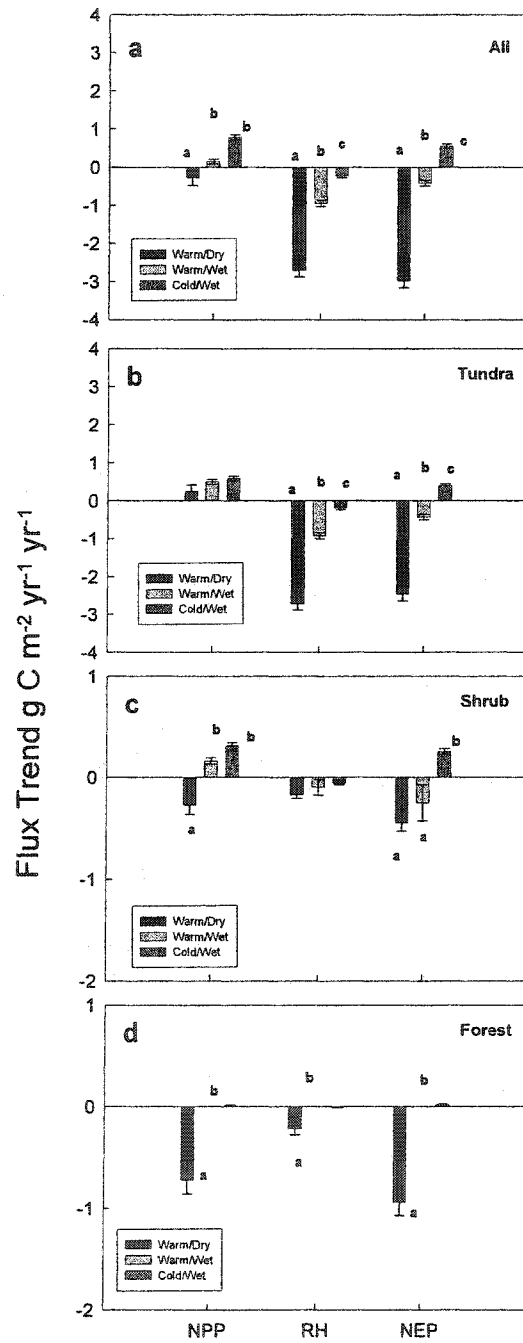 Flux Trend g C m-2 yr-1 yr-1
4
a
All
3
2
b
b
1
a
a
b
c
a
b
c
0
-1
Warm/Dry
-2
Warm/Wet
Cold/Wet
-3
-4
4
b
Tundra
3
2
1
a
b
c
a
b
c
0
-1
Warm/Dry
-2
Warm/Wet
Cold/Wet
-3
-4
1
c
Shrub
b
b
b
0
a
a
a
-1
Warm/Dry
Warm/Wet
Cold/Wet
-2
1
d
Forest
b
b
b
0
a
a
a
-1
Warm/Dry
Warm/Wet
Cold/Wet
-2
NPP
RH
NEP